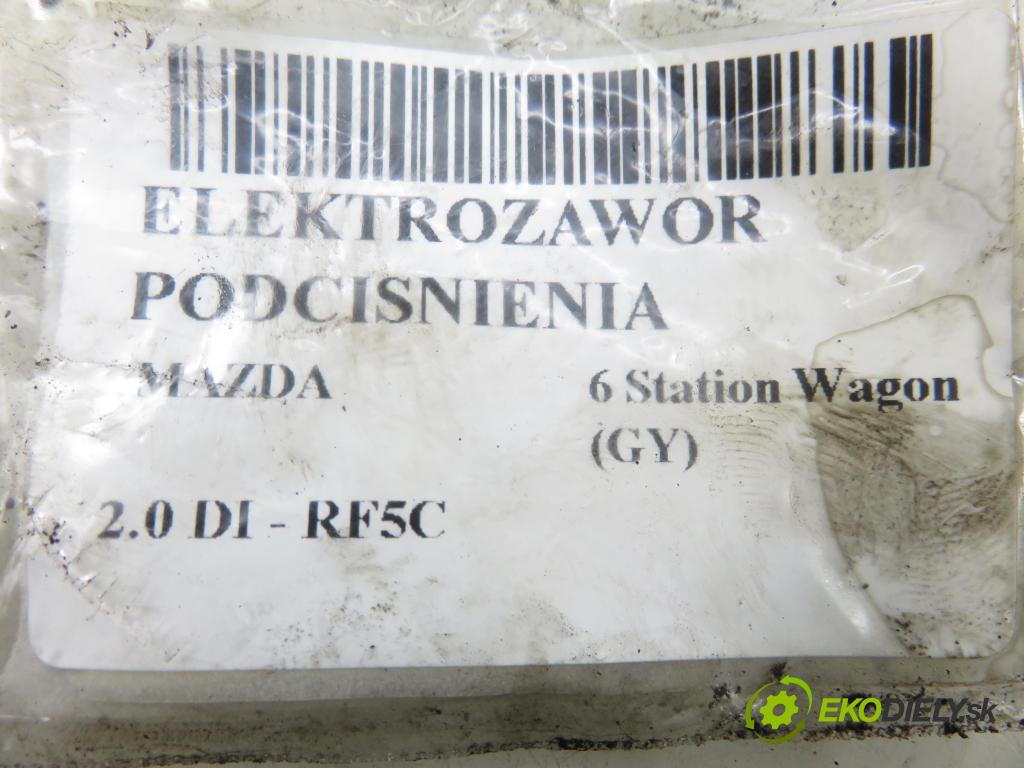 ELEKTROZAWOR
PODCISNIENIA
MAZDA
6 Station Wagon
(GY)
2.0 DI - RF5C
EKODIELY.sk